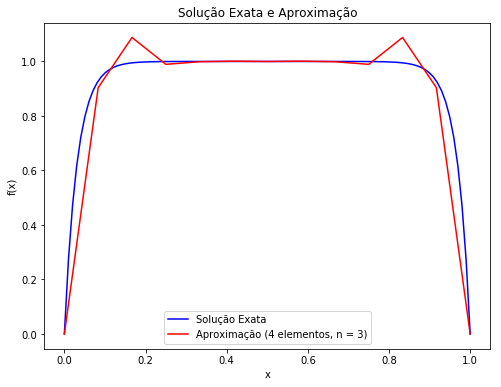 Solução Exata e Aproximação
f(x)
1.0
0.8
0.6
0.4
0.2
0.0
Solução Exata
Aproximação (4 elementos, n = 3)
0.0 0.2 0.4 0.6 0.8 1.0
x